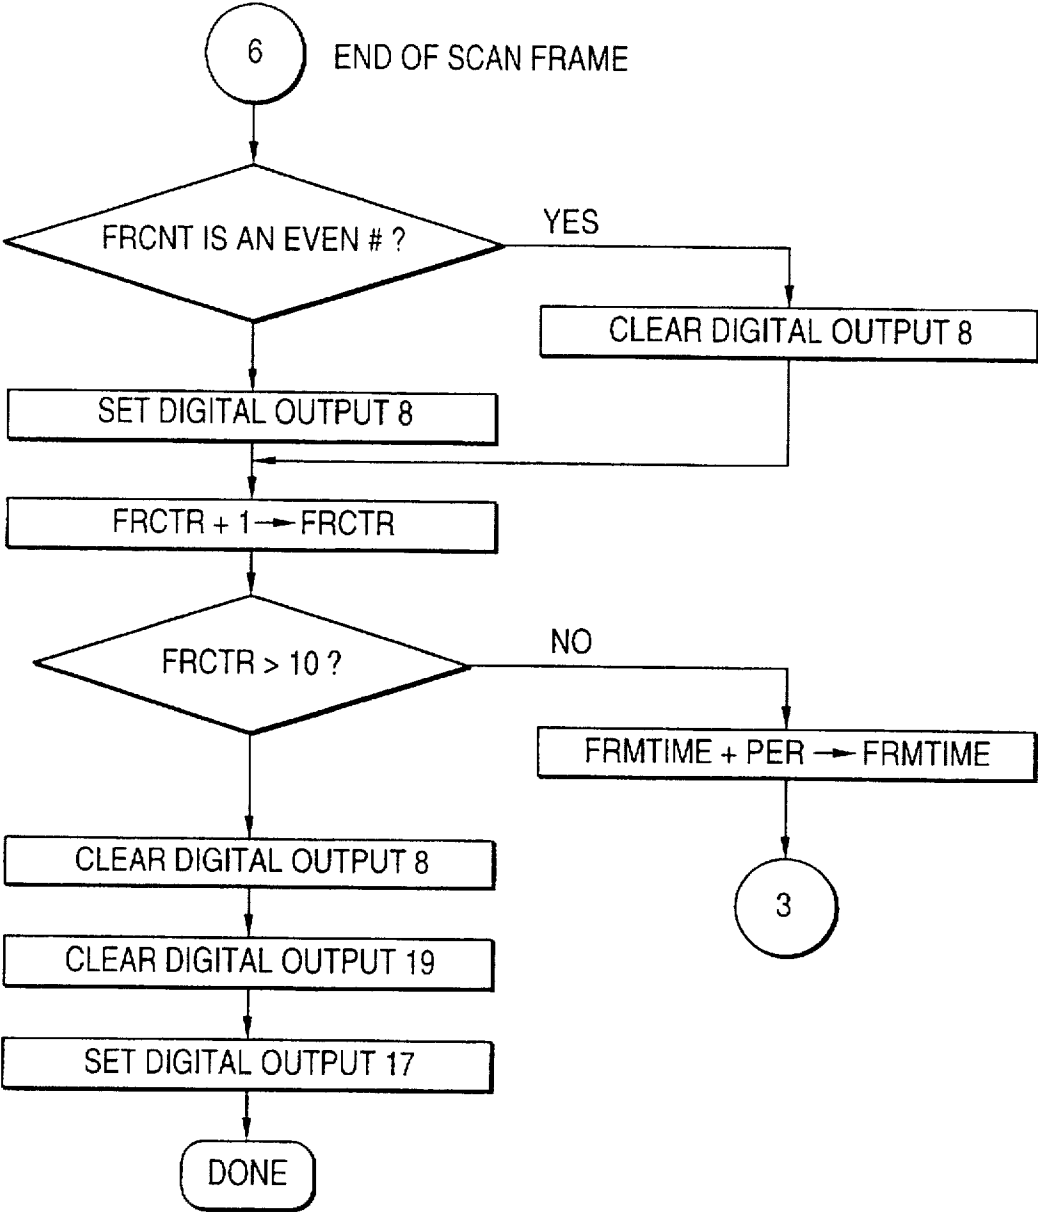 6
END OF SCAN FRAME
FRCNT IS AN EVEN # ?
YES
CLEAR DIGITAL OUTPUT 8
SET DIGITAL OUTPUT 8
FRCTR + 1 → FRCTR
FRCTR > 10 ?
NO
FRMTIME + PER → FRMTIME
3
CLEAR DIGITAL OUTPUT 8
CLEAR DIGITAL OUTPUT 19
SET DIGITAL OUTPUT 17
DONE